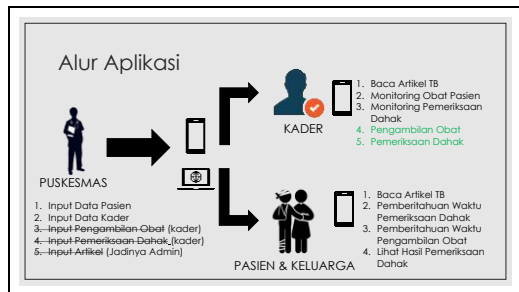 Alur Aplikasi
PUSKESMAS
1. Input Data Pasien
2. Input Data Kader
3. Input Pengambilan Obat (kader)
4. Input Pemeriksaan Dahak (kader)
5. Input Artikel (Jadinya Admin)
KADER
1. Baca Artikel TB
2. Monitoring Obat Pasien
3. Monitoring Pemeriksaan
Dahak
4. Pengambilan Obat
5. Pemeriksaan Dahak
PASIEN & KELUARGA
1. Baca Artikel TB
2. Pemberitahuan Waktu
Pemeriksaan Dahak
3. Pemberitahuan Waktu
Pengambilan Obat
4. Lihat Hasil Pemeriksaan
Dahak